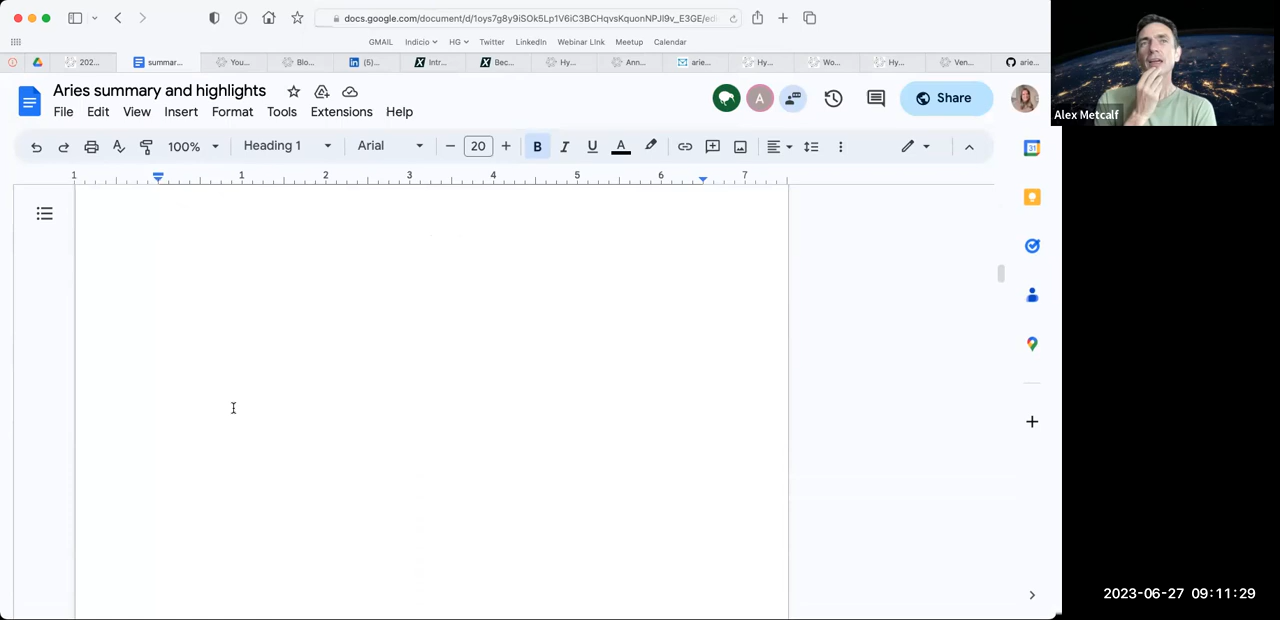 docs.google.com/document/d/1oys7g8y9iSOk5Lp1V6iC3BCHqvsKquonNPJl9v_E3GE/ed
GMAIL Indicio HG Twitter LinkedIn Webinar LInk Meetup Calendar
202... summar... You... Blo... (5)... Intr... Bec... Hy... Ann... arie... Hy... Wo... Hy... Ven... arie...
Aries summary and highlights
File Edit View Insert Format Tools Extensions Help
A
Share
100% Heading 1 Arial 20 B I U A
1 1 2 3 4 5 6 7
31
Alex Metcalf
2023-06-27 09:11:29